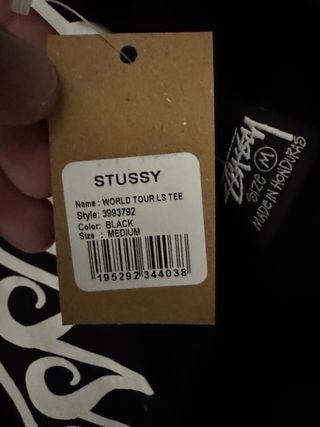 STUSSY
Name : WORLD TOUR LS TEE
Style: 3993792
Color: BLACK
Size : MEDIUM
195292 344038
Stüssy
SIZE M
MADE IN HONDURAS